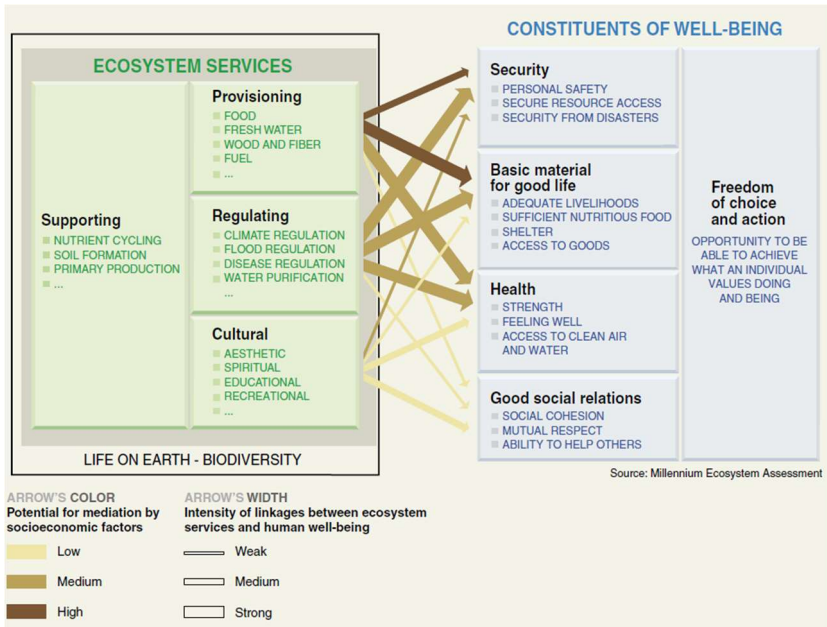 CONSTITUENTS OF WELL-BEING
ECOSYSTEM SERVICES
Supporting
NUTRIENT CYCLING
SOIL FORMATION
PRIMARY PRODUCTION
...
Provisioning
FOOD
FRESH WATER
WOOD AND FIBER
FUEL
...
Regulating
CLIMATE REGULATION
FLOOD REGULATION
DISEASE REGULATION
WATER PURIFICATION
...
Cultural
AESTHETIC
SPIRITUAL
EDUCATIONAL
RECREATIONAL
...
LIFE ON EARTH - BIODIVERSITY
Security
PERSONAL SAFETY
SECURE RESOURCE ACCESS
SECURITY FROM DISASTERS
Basic material
for good life
ADEQUATE LIVELIHOODS
SUFFICIENT NUTRITIOUS FOOD
SHELTER
ACCESS TO GOODS
Health
STRENGTH
FEELING WELL
ACCESS TO CLEAN AIR
AND WATER
Good social relations
SOCIAL COHESION
MUTUAL RESPECT
ABILITY TO HELP OTHERS
Freedom
of choice
and action
OPPORTUNITY TO BE
ABLE TO ACHIEVE
WHAT AN INDIVIDUAL
VALUES DOING
AND BEING
Source: Millennium Ecosystem Assessment
ARROW'S COLOR
Potential for mediation by
socioeconomic factors
Low
Medium
High
ARROW'S WIDTH
Intensity of linkages between ecosystem
services and human well-being
Weak
Medium
Strong